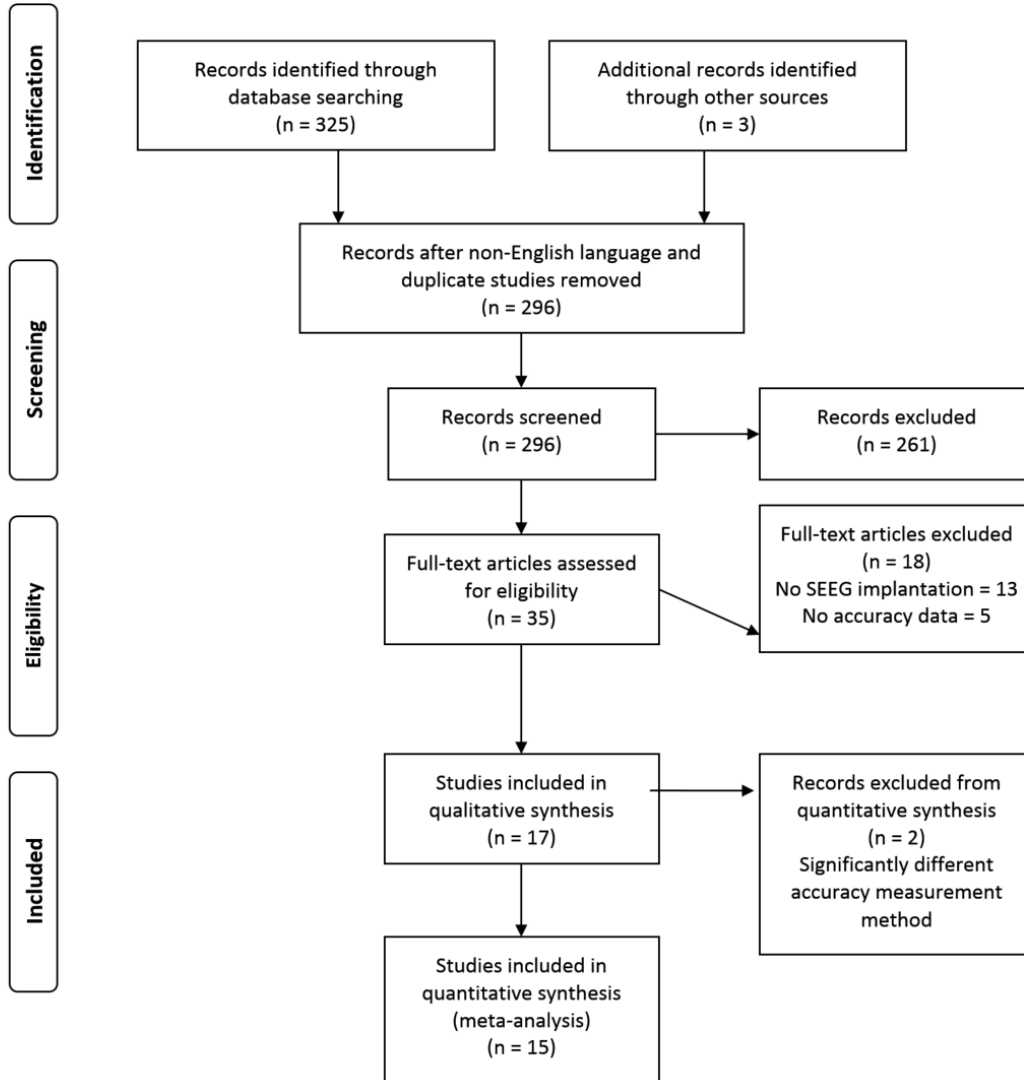 Identification
Records identified through
database searching
(n = 325)
Additional records identified
through other sources
(n = 3)
Records after non-English language and
duplicate studies removed
(n = 296)
Screening
Records screened
(n = 296)
Records excluded
(n = 261)
Eligibility
Full-text articles assessed
for eligibility
(n = 35)
Full-text articles excluded
(n = 18)
No SEEG implantation = 13
No accuracy data = 5
Included
Studies included in
qualitative synthesis
(n = 17)
Records excluded from
quantitative synthesis
(n = 2)
Significantly different
accuracy measurement
method
Studies included in
quantitative synthesis
(meta-analysis)
(n = 15)